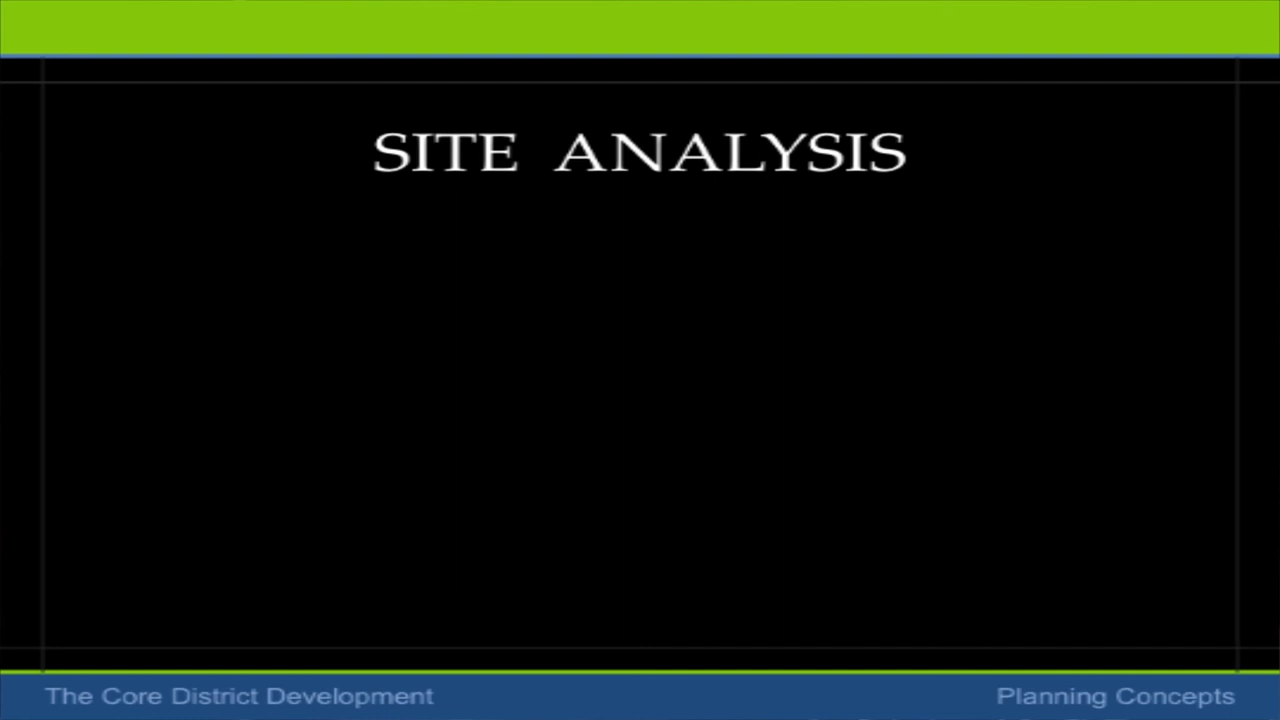 SITE ANALYSIS
The Core District Development
Planning Concepts